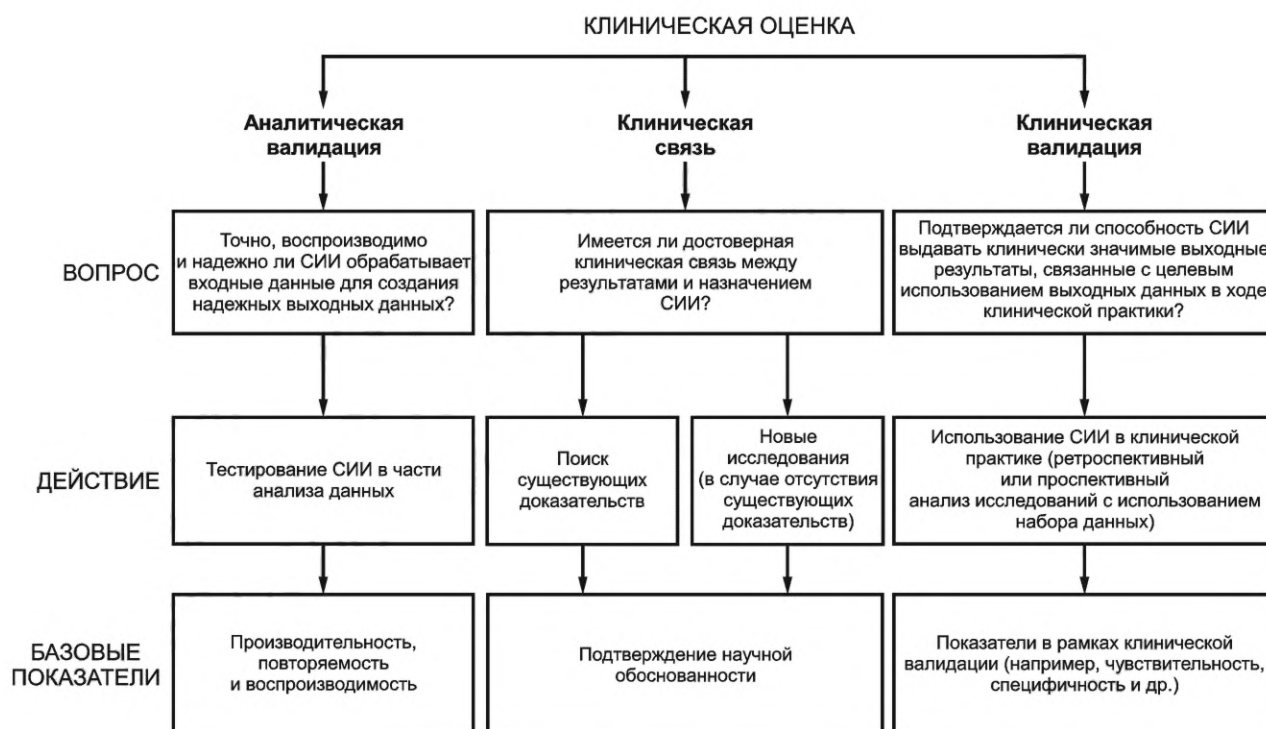 КЛИНИЧЕСКАЯ ОЦЕНКА
Аналитическая
валидация
Клиническая
связь
Клиническая
валидация
ВОПРОС
Точно, воспроизводимо
и надежно ли СИИ обрабатывает
входные данные для создания
надежных выходных данных?
Имеется ли достоверная
клиническая связь между
результатами и назначением
СИИ?
Подтверждается ли способность СИИ
выдавать клинически значимые выходные
результаты, связанные с целевым
использованием выходных данных в ходе
клинической практики?
ДЕЙСТВИЕ
Тестирование СИИ в части
анализа данных
Поиск
существующих
доказательств
Новые
исследования
(в случае отсутствия
существующих
доказательств)
Использование СИИ в клинической
практике (ретроспективный
или проспективный
анализ исследований с использованием
набора данных)
БАЗОВЫЕ
ПОКАЗАТЕЛИ
Производительность,
повторяемость
и воспроизводимость
Подтверждение научной
обоснованности
Показатели в рамках клинической
валидации (например, чувствительность,
специфичность и др.)